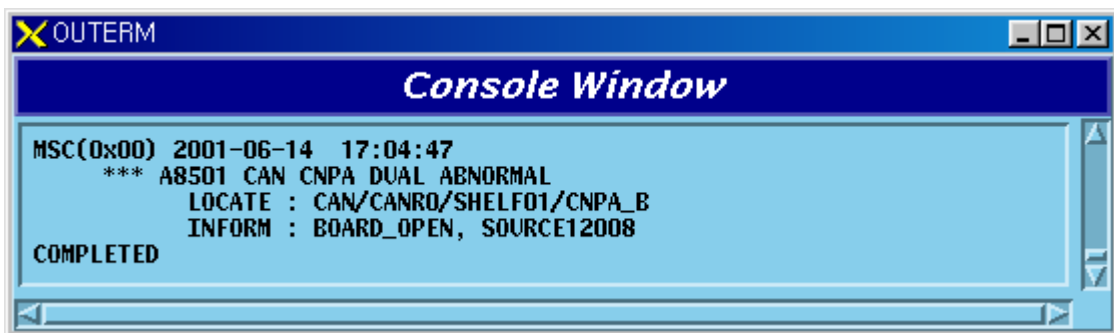 OUTERM
Console Window
MSC(0x00) 2001-06-14  17:04:47
*** A8501 CAN CNPA DUAL ABNORMAL
LOCATE : CAN/CANRO/SHELF01/CNPA_B
INFORM : BOARD_OPEN, SOURCE12008
COMPLETED